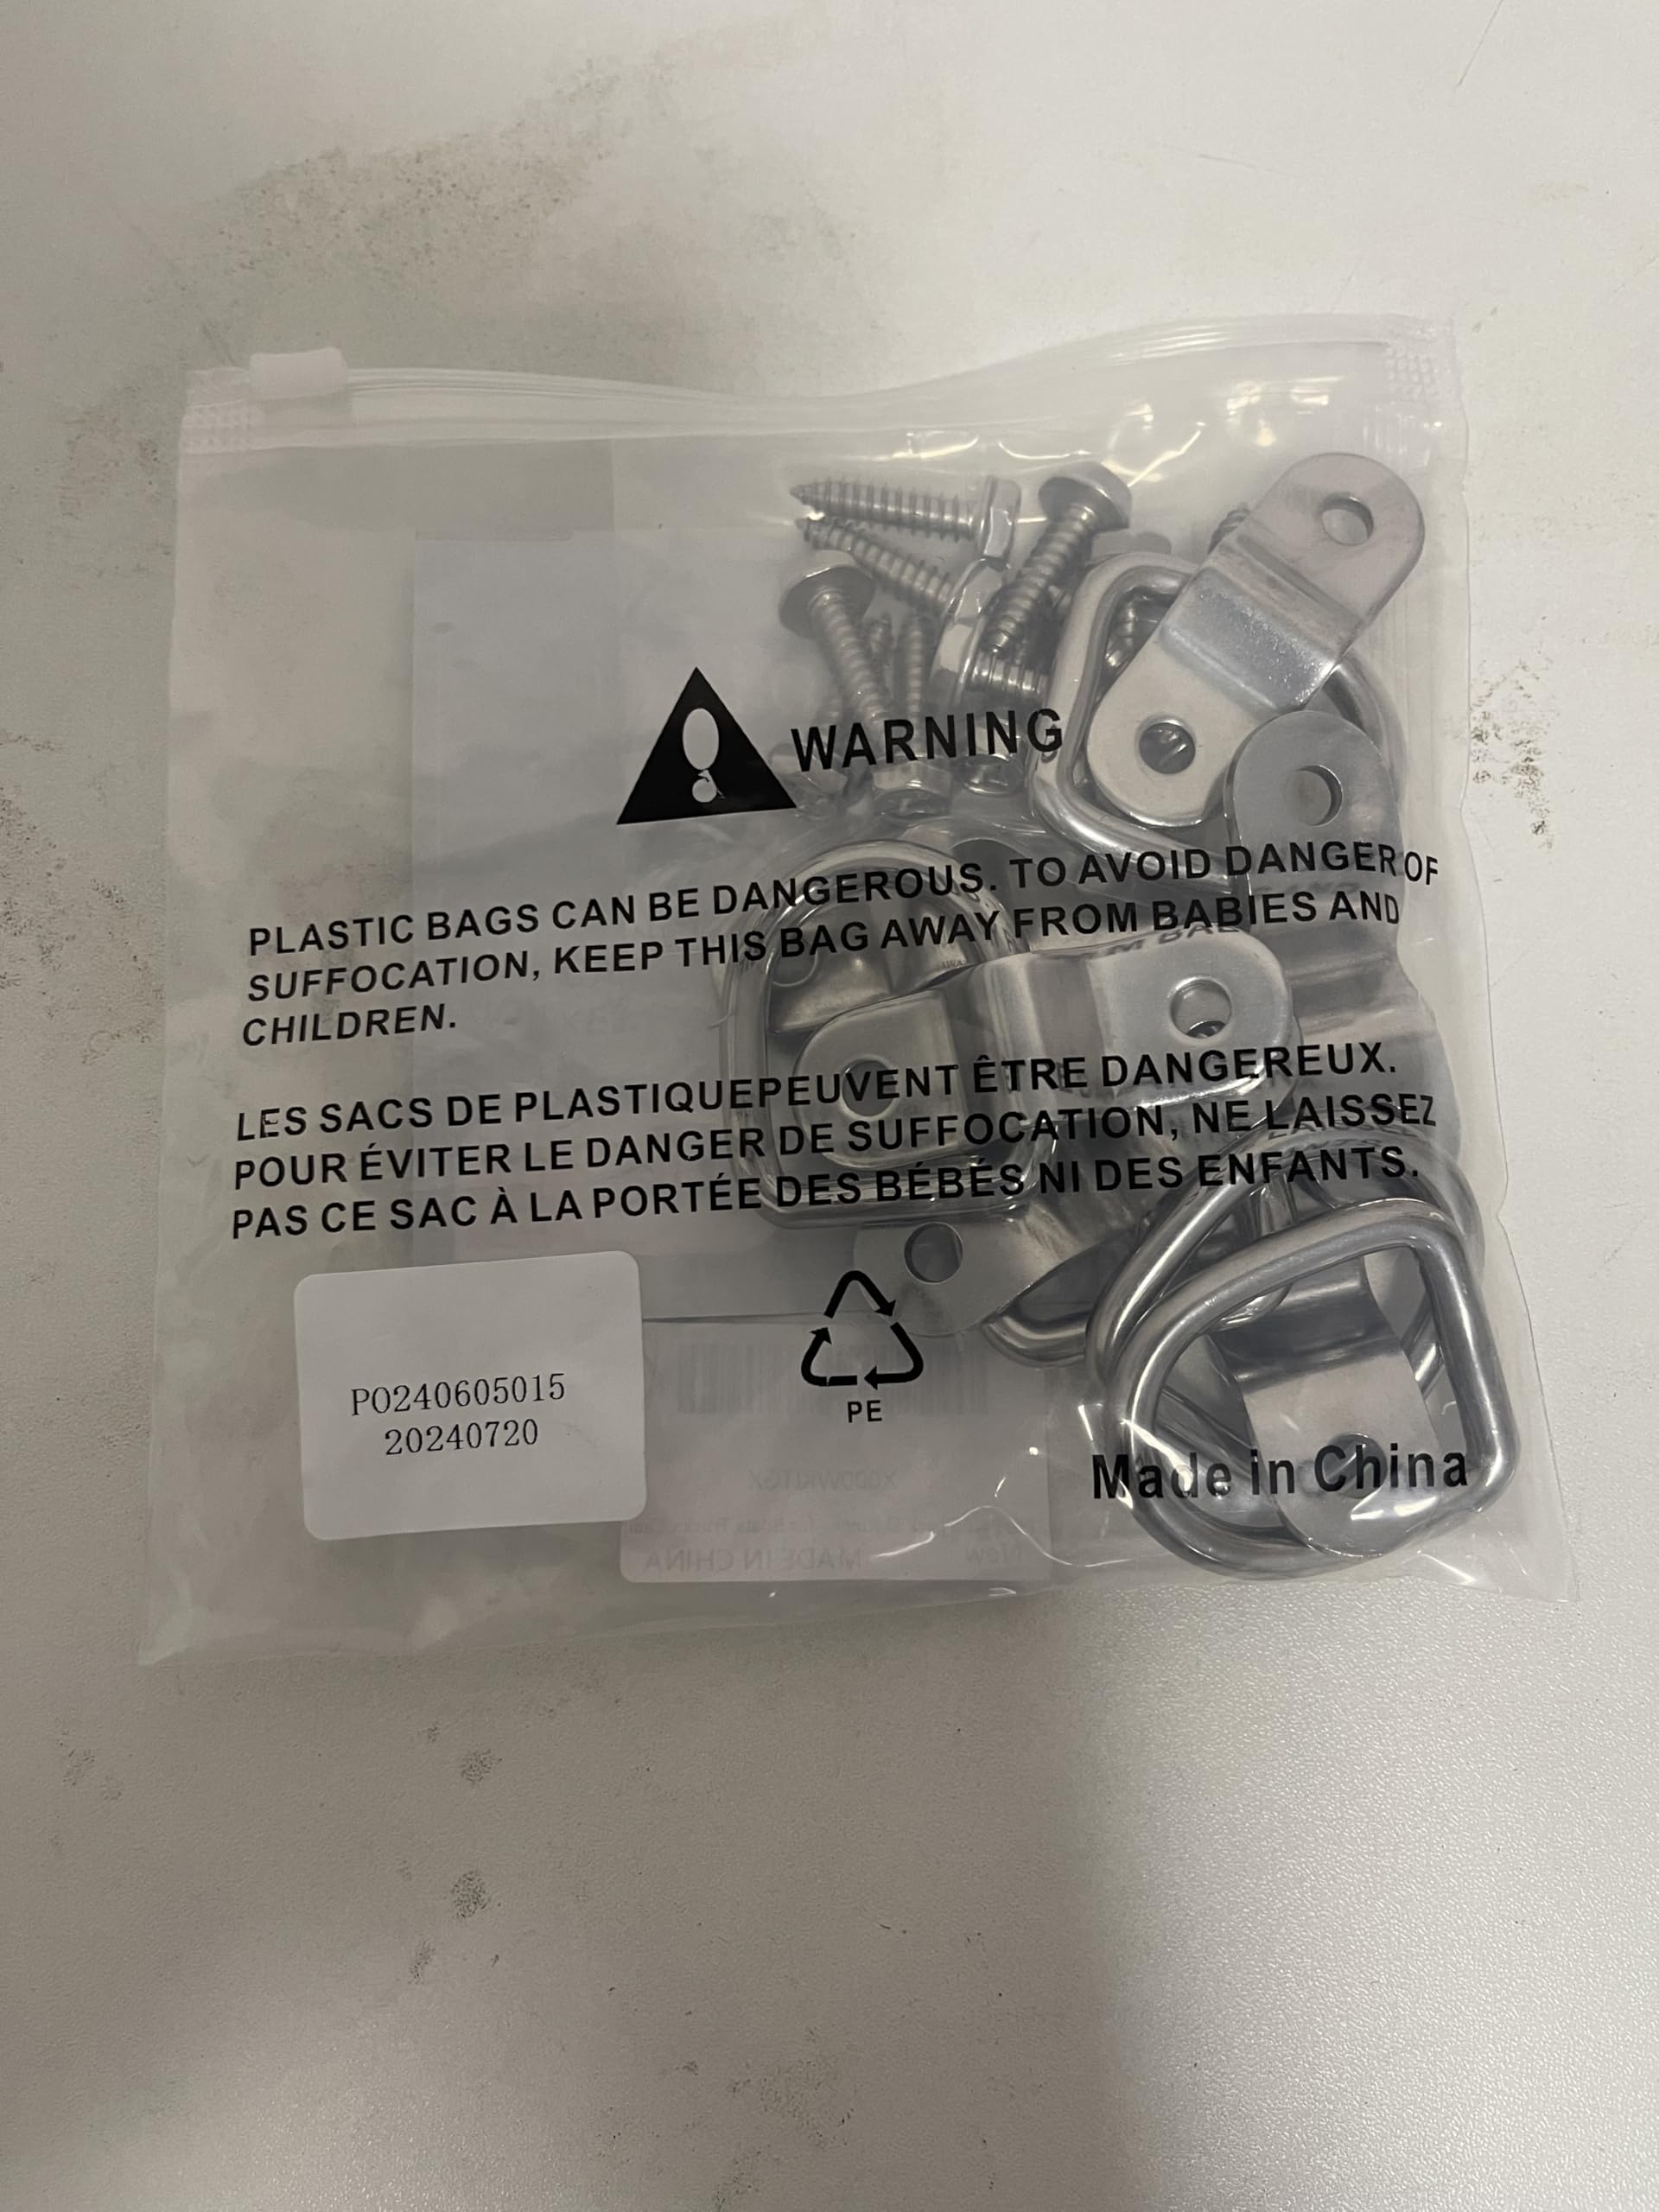 WARNING
PLASTIC BAGS CAN BE DANGEROUS. TO AVOID DANGER OF
SUFFOCATION, KEEP THIS BAG AWAY FROM BABIES AND
CHILDREN.
LES SACS DE PLASTIQUEPEUVENT ÊTRE DANGEREUX.
POUR ÉVITER LE DANGER DE SUFFOCATION, NE LAISSEZ
PAS CE SAC À LA PORTÉE DES BÉBÉS NI DES ENFANTS.
PO240605015
20240720
PE
Made in China
New MADE IN CHINA